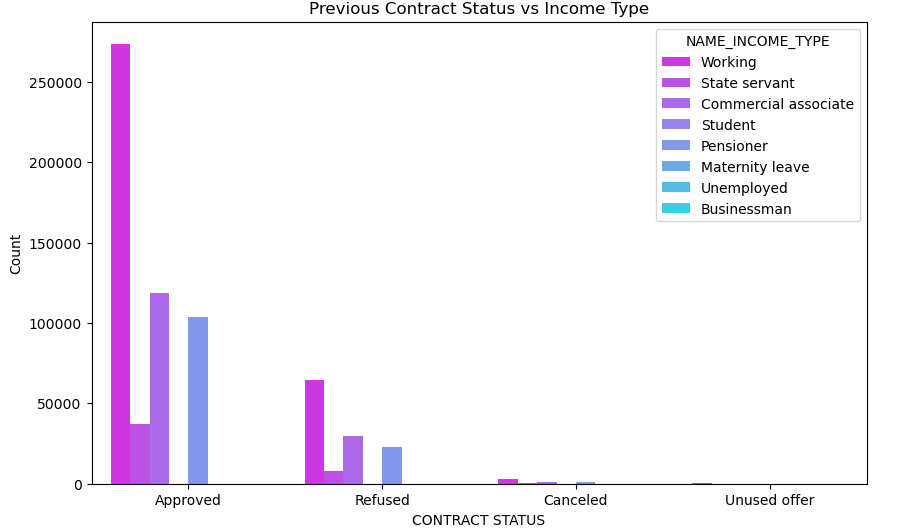 Previous Contract Status vs Income Type
NAME_INCOME_TYPE
Working
State servant
Commercial associate
Student
Pensioner
Maternity leave
Unemployed
Businessman
250000
200000
150000
100000
50000
0
Count
Approved
Refused
Canceled
Unused offer
CONTRACT STATUS